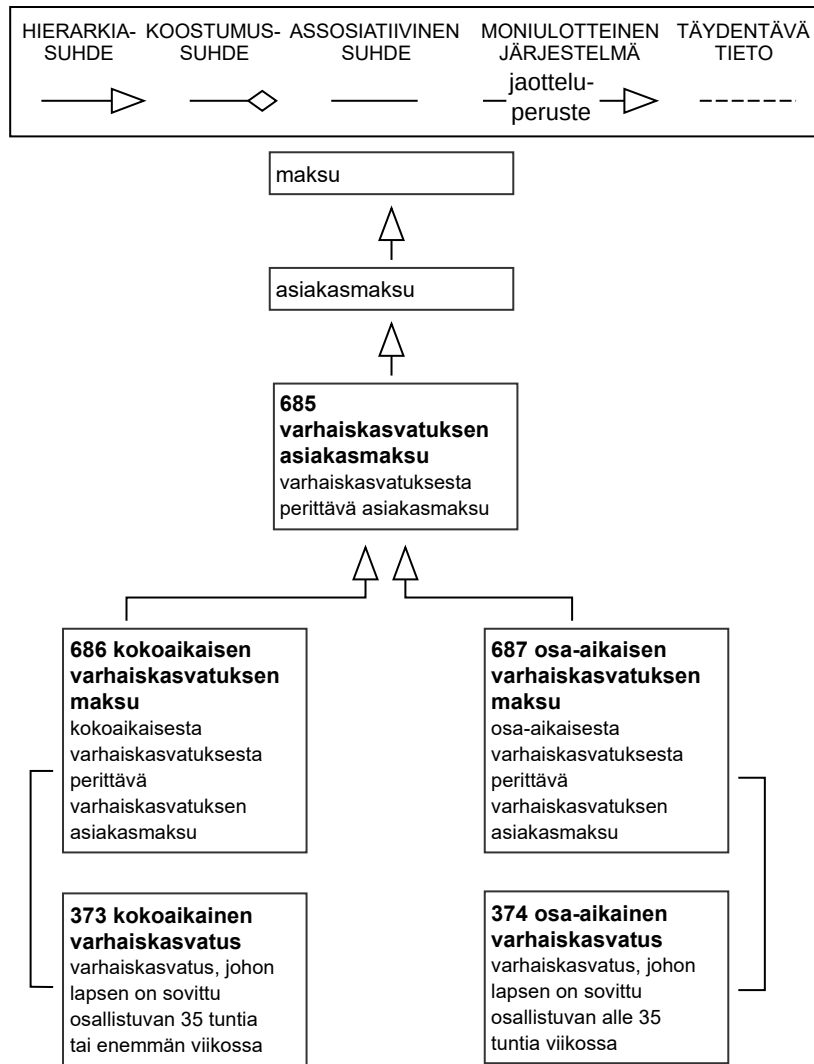 HIERARKIA-
SUHDE
KOOSTUMUS-
SUHDE
ASSOSIATIIVINEN
SUHDE
MONIULOTTEINEN
JÄRJESTELMÄ
jaottelu-
peruste
TÄYDENTÄVÄ
TIETO
maksu
asiakasmaksu
685
varhaiskasvatuksen
asiakasmaksu
varhaiskasvatuksesta
perittävä asiakasmaksu
686 kokoaikaisen
varhaiskasvatuksen
maksu
kokoaikaisesta
varhaiskasvatuksesta
perittävä
varhaiskasvatuksen
asiakasmaksu
687 osa-aikaisen
varhaiskasvatuksen
maksu
osa-aikaisesta
varhaiskasvatuksesta
perittävä
varhaiskasvatuksen
asiakasmaksu
373 kokoaikainen
varhaiskasvatus
varhaiskasvatus, johon
lapsen on sovittu
osallistuvan 35 tuntia
tai enemmän viikossa
374 osa-aikainen
varhaiskasvatus
varhaiskasvatus, johon
lapsen on sovittu
osallistuvan alle 35
tuntia viikossa